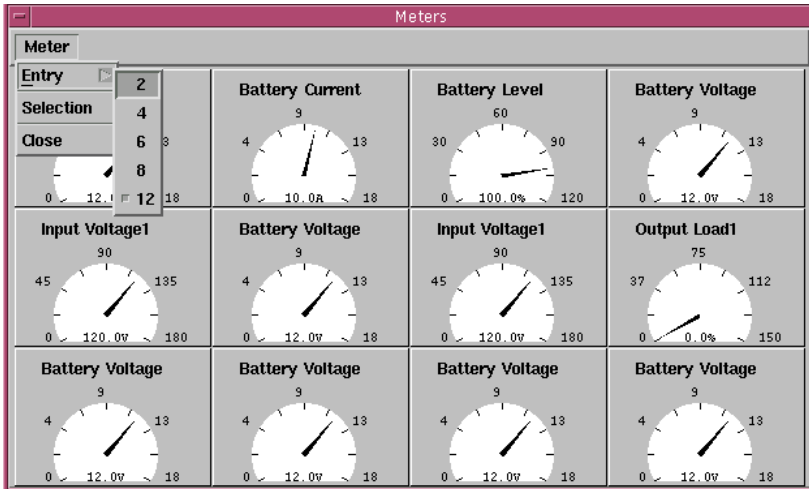 Meters
Meter
Entry
2
Selection
4
Close
6
8
12
3
12.
0
18
Battery Current
9
4
13
10.0A
0
18
Battery Level
60
30
90
100.0%
0
120
Battery Voltage
9
4
13
12.0V
0
18
Input Voltage1
90
45
135
120.0V
0
180
Battery Voltage
9
4
13
12.0V
0
18
Input Voltage1
90
45
135
120.0V
0
180
Output Load1
75
37
112
0.0%
0
150
Battery Voltage
9
4
13
12.0V
0
18
Battery Voltage
9
4
13
12.0V
0
18
Battery Voltage
9
4
13
12.0V
0
18
Battery Voltage
9
4
13
12.0V
0
18